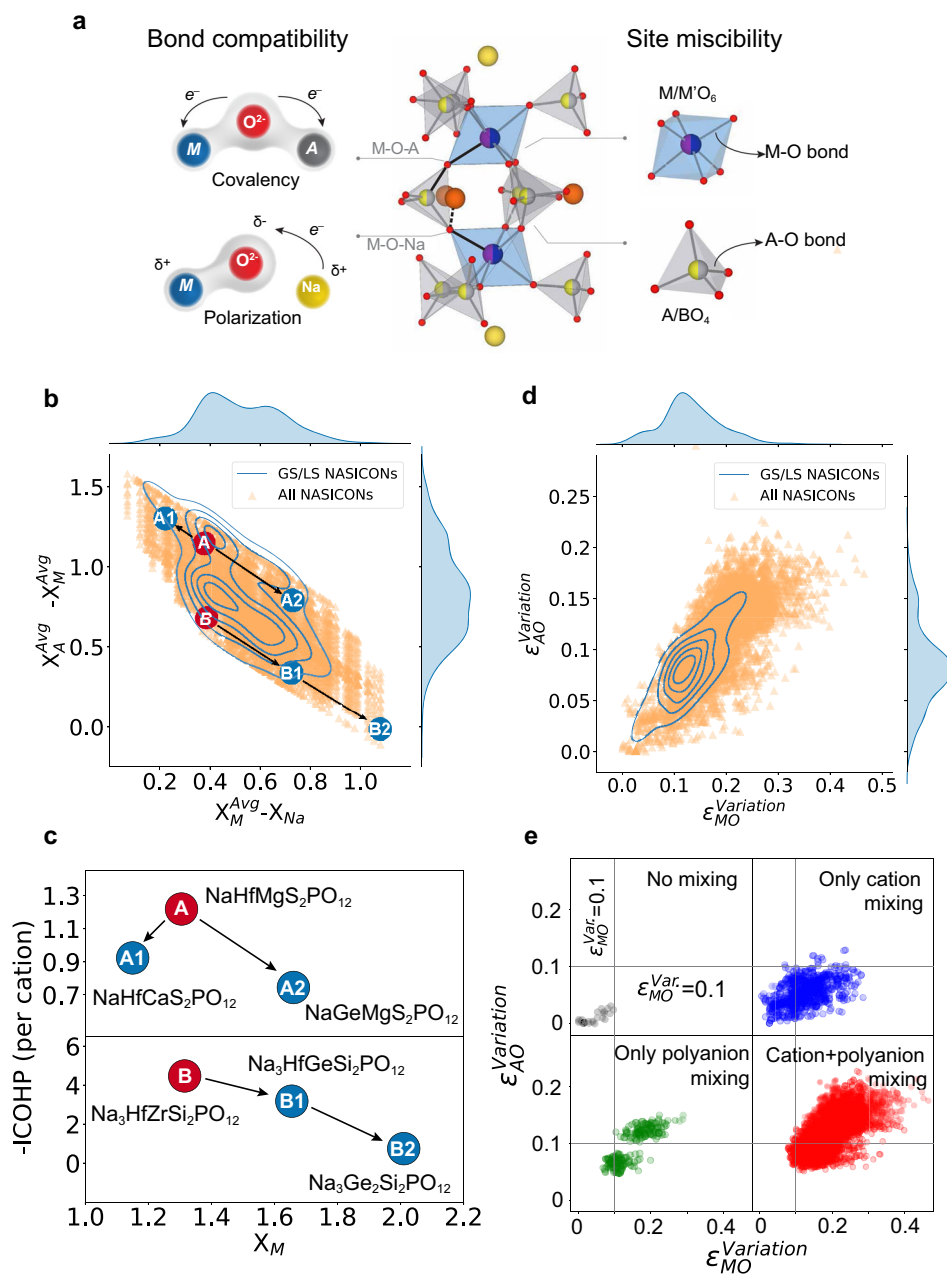 a
Bond compatibility
Site miscibility
e⁻
e⁻
O²⁻
M
A
Covalency
δ-
e⁻
δ+
O²⁻
δ+
M
Na
Polarization
M-O-A
M-O-Na
M/M'O₆
M-O bond
A-O bond
A/BO₄
b
GS/LS NASICONs
All NASICONs
1.5
1.0
0.5
0.0
X_A^Avg -X_M^Avg
A1
A
A2
B
B1
B2
0.2 0.4 0.6 0.8 1.0
X_M^Avg-X_Na
d
GS/LS NASICONs
All NASICONs
0.25
0.20
0.15
0.10
0.05
0.0
ε_AO^Variation
0.0 0.1 0.2 0.3 0.4 0.5
ε_MO^Variation
c
1.3
1.1
0.9
0.7
6
4
2
0
-ICOHP (per cation)
A
NaHfMgS₂PO₁₂
A1
NaHfCaS₂PO₁₂
A2
NaGeMgS₂PO₁₂
B
Na₃HfZrSi₂PO₁₂
Na₃HfGeSi₂PO₁₂
B1
B2
Na₃Ge₂Si₂PO₁₂
1.0 1.2 1.4 1.6 1.8 2.0 2.2
X_M
e
No mixing
Only cation
mixing
ε_MO^Var.=0.1
ε_MO^Var.=0.1
Only polyanion
mixing
Cation+polyanion
mixing
0.2
0.1
0
0.2
0.1
0
ε_AO^Variation
0 0.2 0.4 0 0.2 0.4
ε_MO^Variation